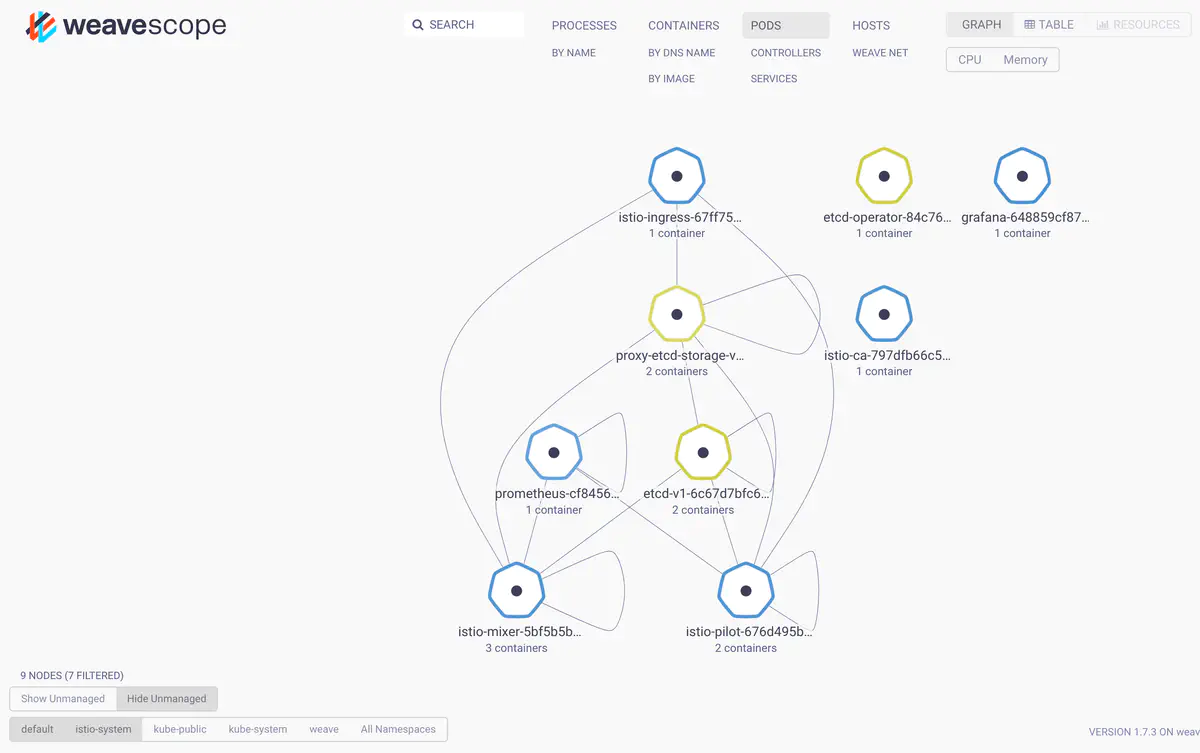 weavescope
SEARCH
PROCESSES CONTAINERS PODS HOSTS
BY NAME BY DNS NAME CONTROLLERS WEAVE NET
BY IMAGE SERVICES
GRAPH TABLE RESOURCES
CPU Memory
istio-ingress-67ff75...
1 container
etcd-operator-84c76...
1 container
grafana-648859cf87...
1 container
proxy-etcd-storage-v...
2 containers
istio-ca-797dfb66c5...
1 container
prometheus-cf8456...
1 container
etcd-v1-6c67d7bfc6...
2 containers
istio-mixer-5bf5b5b...
3 containers
istio-pilot-676d495b...
2 containers
9 NODES (7 FILTERED)
Show Unmanaged Hide Unmanaged
default istio-system kube-public kube-system weave All Namespaces
VERSION 1.7.3 ON weav